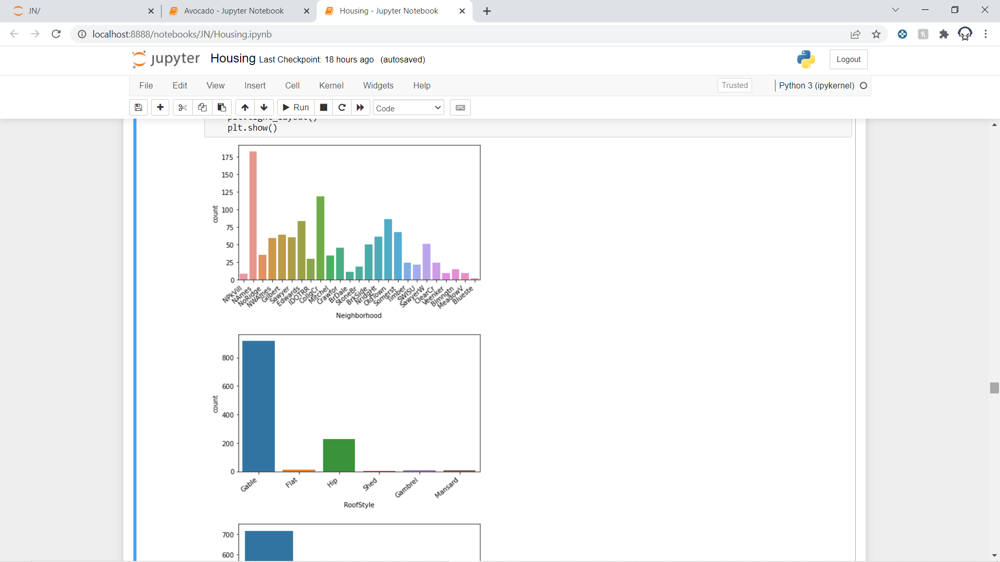 JN/
Avocado - Jupyter Notebook
Housing - Jupyter Notebook
localhost:8888/notebooks/JN/Housing.ipynb
jupyter Housing Last Checkpoint: 18 hours ago (autosaved)
Logout
File Edit View Insert Cell Kernel Widgets Help
Trusted
Python 3 (ipykernel)
Run
Code
plt.tight_layout()
plt.show()
175
150
125
100
75
50
25
0
count
NPkVill
NAmes
NoRidge
NWAmes
Gilbert
Sawyer
Edwards
IDOTRR
CollgCr
Mitchel
Crawfor
BrDale
StoneBr
BrkSide
NridgHt
OldTown
Somerst
Timber
SWISU
SawyerW
ClearCr
Veenker
Blmngtn
MeadowV
Blueste
Neighborhood
800
600
400
200
0
count
Gable
Flat
Hip
Shed
Gambrel
Mansard
RoofStyle
700
600